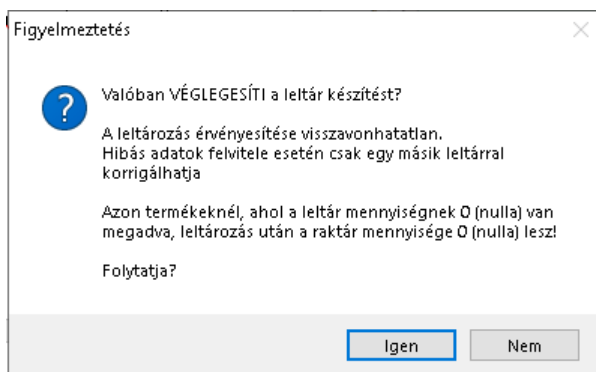 Figyelmeztetés
Valóban VÉGLEGESÍTI a leltár készítést?
A leltározás érvényesítése visszavonhatatlan.
Hibás adatok felvitele esetén csak egy másik leltárral
korrigálhatja
Azon termékeknél, ahol a leltár mennyiségnek 0 (nulla) van
megadva, leltározás után a raktár mennyisége 0 (nulla) lesz!
Folytatja?
Igen
Nem